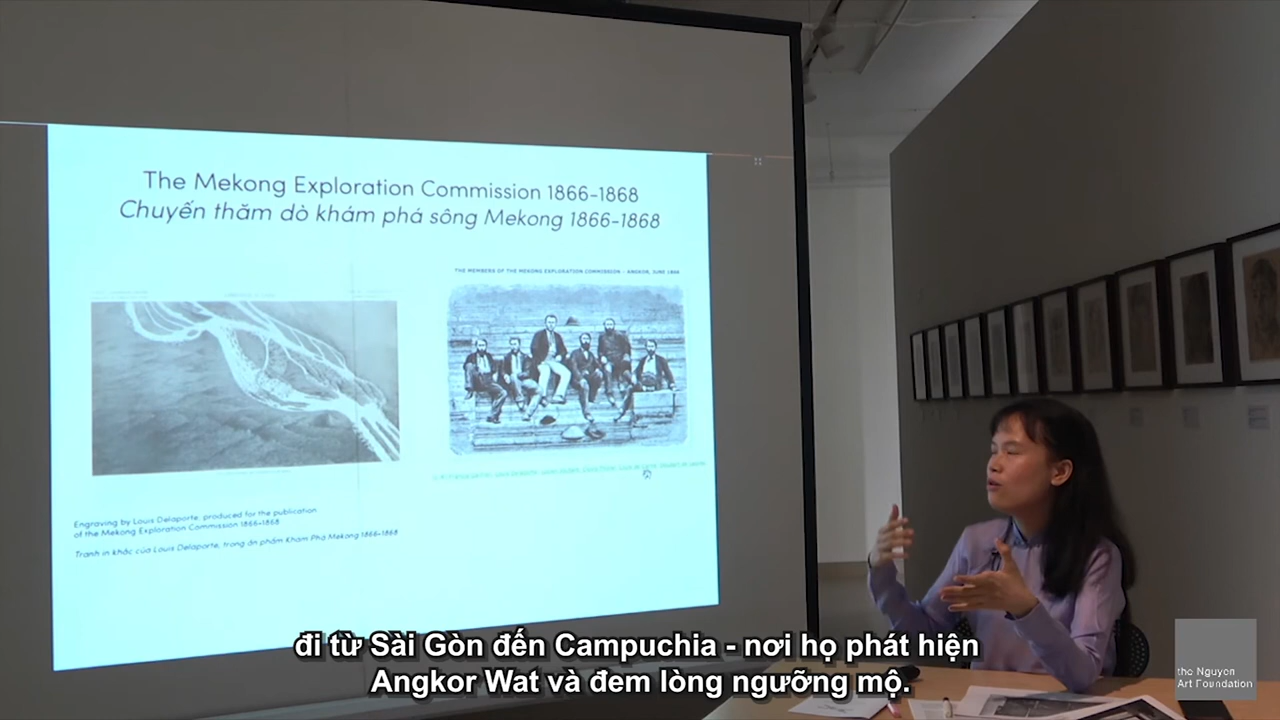 The Mekong Exploration Commission 1866-1868
Chuyến thăm dò khám phá sông Mekong 1866-1868
THE MEMBERS OF THE MEKONG EXPLORATION COMMISSION - ANGKOR, JUNE 1866
Engraving by Louis Delaporte, produced for the publication
of the Mekong Exploration Commission 1866-1868
Tranh in khắc của Louis Delaporte, trong ấn phẩm Khám Phá Mekong 1866-1868
đi từ Sài Gòn đến Campuchia - nơi họ phát hiện
Angkor Wat và đem lòng ngưỡng mộ.
the Nguyen
Art Foundation